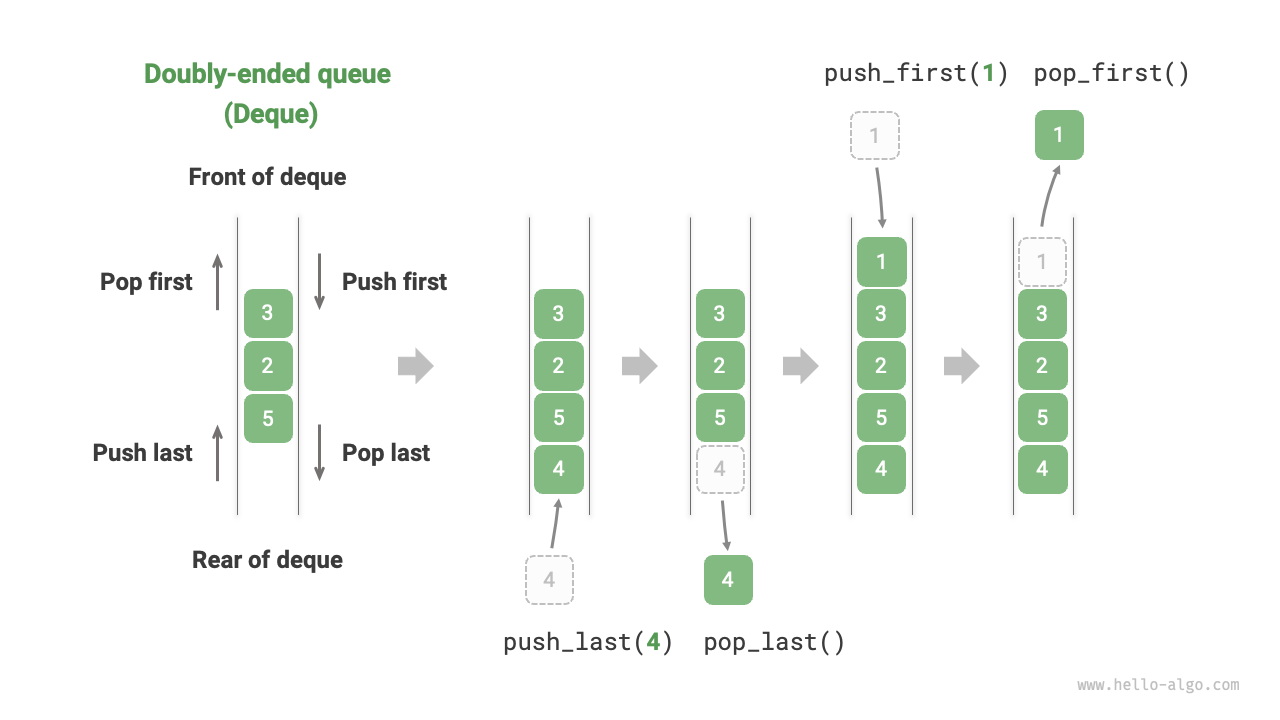 Doubly-ended queue
(Deque)
Front of deque
Pop first
Push first
3
2
5
Push last
Pop last
Rear of deque
3
2
5
4
4
push_last(4)
3
2
5
4
4
pop_last()
push_first(1)
1
1
3
2
5
4
pop_first()
1
1
3
2
5
4
www.hello-algo.com